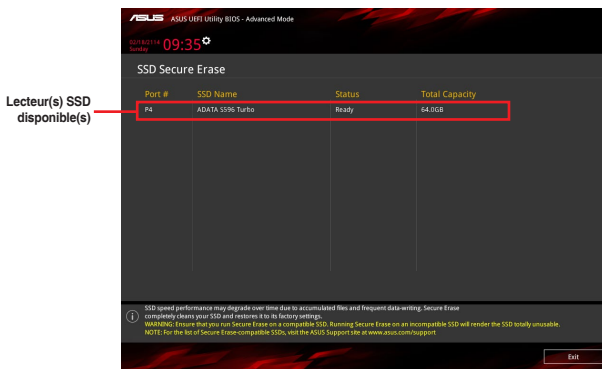 ASUS ASUS UEFI Utility BIOS - Advanced Mode
02/18/2114
Sunday
09:35
SSD Secure Erase
Port # SSD Name Status Total Capacity
P4 ADATA S596 Turbo Ready 64.0GB
Lecteur(s) SSD
disponible(s)
SSD speed performance may degrade over time due to accumulated files and frequent data-writing. Secure Erase
completely cleans your SSD and restores it to its factory settings.
WARNING: Ensure that you run Secure Erase on a compatible SSD. Running Secure Erase on an incompatible SSD will render the SSD totally unusable.
NOTE: For the list of Secure Erase-compatible SSDs, visit the ASUS Support site at www.asus.com/support
Exit